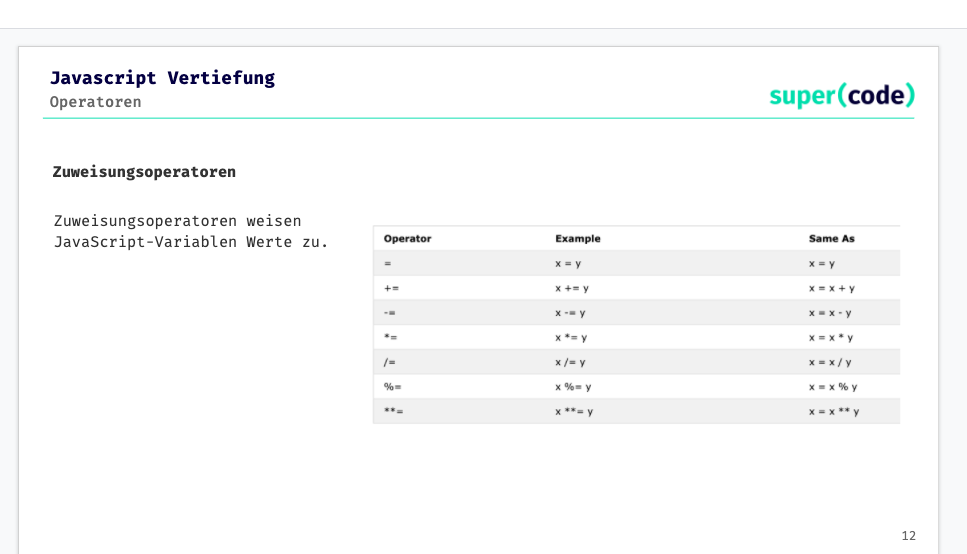 Javascript Vertiefung
Operatoren
super(code)
Zuweisungsoperatoren
Zuweisungsoperatoren weisen
JavaScript-Variablen Werte zu.
Operator Example Same As
= x = y x = y
+= x += y x = x + y
-= x -= y x = x - y
*= x *= y x = x * y
/= x /= y x = x / y
%= x %= y x = x % y
**= x **= y x = x ** y
12